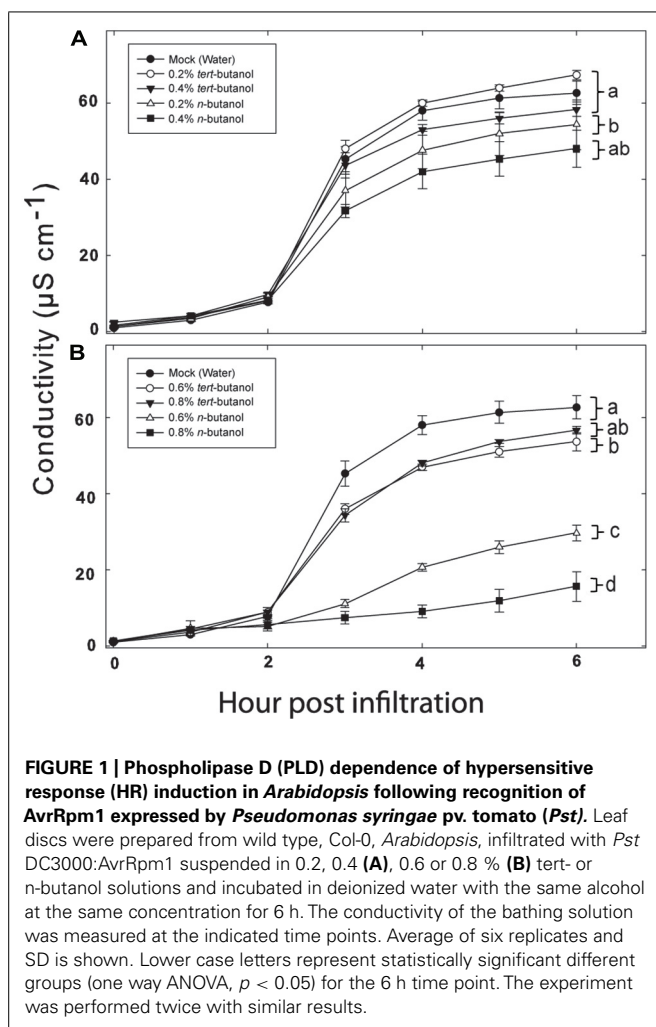 A
Mock (Water)
0.2% tert-butanol
0.4% tert-butanol
0.2% n-butanol
0.4% n-butanol
60
40
20
0
a
b
ab
B
Mock (Water)
0.6% tert-butanol
0.8% tert-butanol
0.6% n-butanol
0.8% n-butanol
60
40
20
0
a
ab
b
c
d
Conductivity (µS cm⁻¹)
0 2 4 6
Hour post infiltration
FIGURE 1 | Phospholipase D (PLD) dependence of hypersensitive
response (HR) induction in Arabidopsis following recognition of
AvrRpm1 expressed by Pseudomonas syringae pv. tomato (Pst). Leaf
discs were prepared from wild type, Col-0, Arabidopsis, infiltrated with Pst
DC3000:AvrRpm1 suspended in 0.2, 0.4 (A), 0.6 or 0.8 % (B) tert- or
n-butanol solutions and incubated in deionized water with the same alcohol
at the same concentration for 6 h. The conductivity of the bathing solution
was measured at the indicated time points. Average of six replicates and
SD is shown. Lower case letters represent statistically significant different
groups (one way ANOVA, p < 0.05) for the 6 h time point. The experiment
was performed twice with similar results.